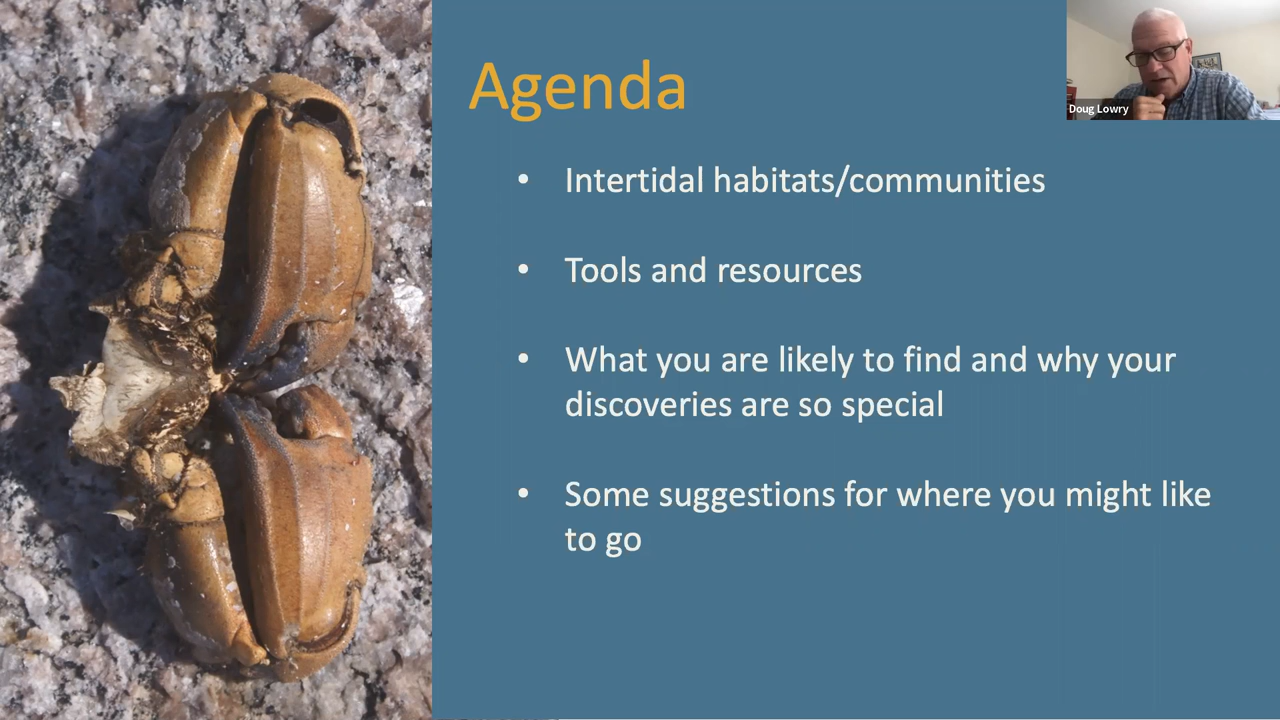 Agenda
Doug Lowry
• Intertidal habitats/communities
• Tools and resources
• What you are likely to find and why your
discoveries are so special
• Some suggestions for where you might like
to go